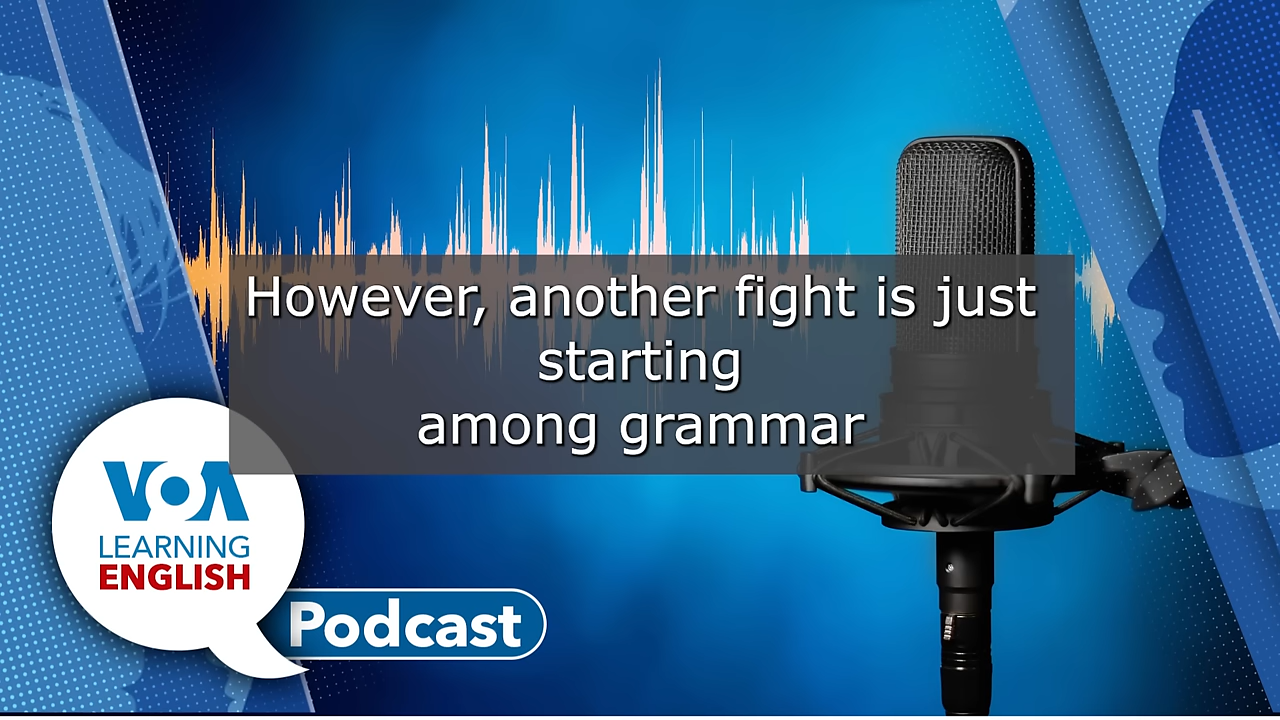 However, another fight is just
starting
among grammar
VOA
LEARNING
ENGLISH
Podcast